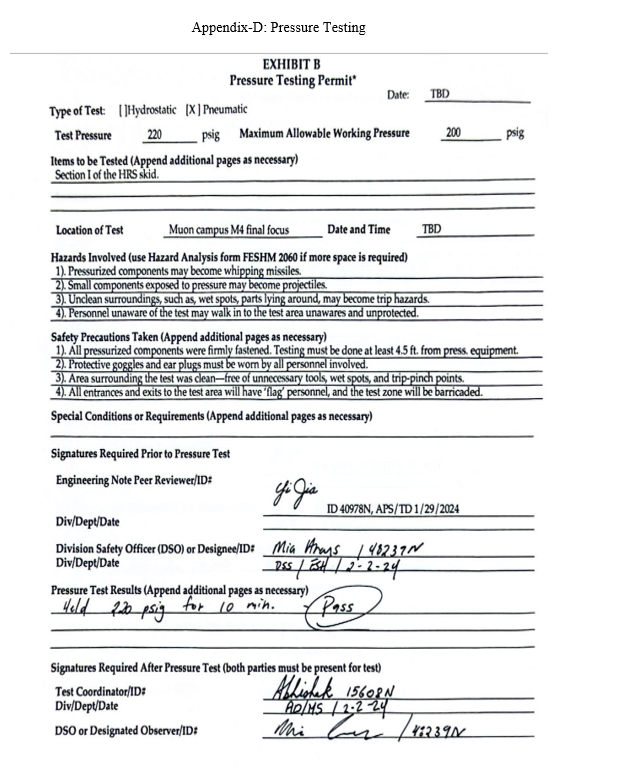 Appendix-D: Pressure Testing
EXHIBIT B
Pressure Testing Permit*
Date: TBD
Type of Test: [ ]Hydrostatic [X] Pneumatic
Test Pressure 220 psig Maximum Allowable Working Pressure 200 psig
Items to be Tested (Append additional pages as necessary)
Section I of the HRS skid.
Location of Test Muon campus M4 final focus Date and Time TBD
Hazards Involved (use Hazard Analysis form FESHM 2060 if more space is required)
1). Pressurized components may become whipping missiles.
2). Small components exposed to pressure may become projectiles.
3). Unclean surroundings, such as, wet spots, parts lying around, may become trip hazards.
4). Personnel unaware of the test may walk in to the test area unawares and unprotected.
Safety Precautions Taken (Append additional pages as necessary)
1). All pressurized components were firmly fastened. Testing must be done at least 4.5 ft. from press. equipment.
2). Protective goggles and ear plugs must be worn by all personnel involved.
3). Area surrounding the test was clean—free of unnecessary tools, wet spots, and trip-pinch points.
4). All entrances and exits to the test area will have 'flag' personnel, and the test zone will be barricaded.
Special Conditions or Requirements (Append additional pages as necessary)
Signatures Required Prior to Pressure Test
Engineering Note Peer Reviewer/ID# Yi Jia
ID 40978N, APS/TD 1/29/2024
Div/Dept/Date
Division Safety Officer (DSO) or Designee/ID# Mia / 48239N
Div/Dept/Date DSS / ESH / 2-2-24
Pressure Test Results (Append additional pages as necessary)
Held 220 psig for 10 min. Pass
Signatures Required After Pressure Test (both parties must be present for test)
Test Coordinator/ID# Abhishek 15608N
Div/Dept/Date AD/MS / 2-2-24
DSO or Designated Observer/ID#